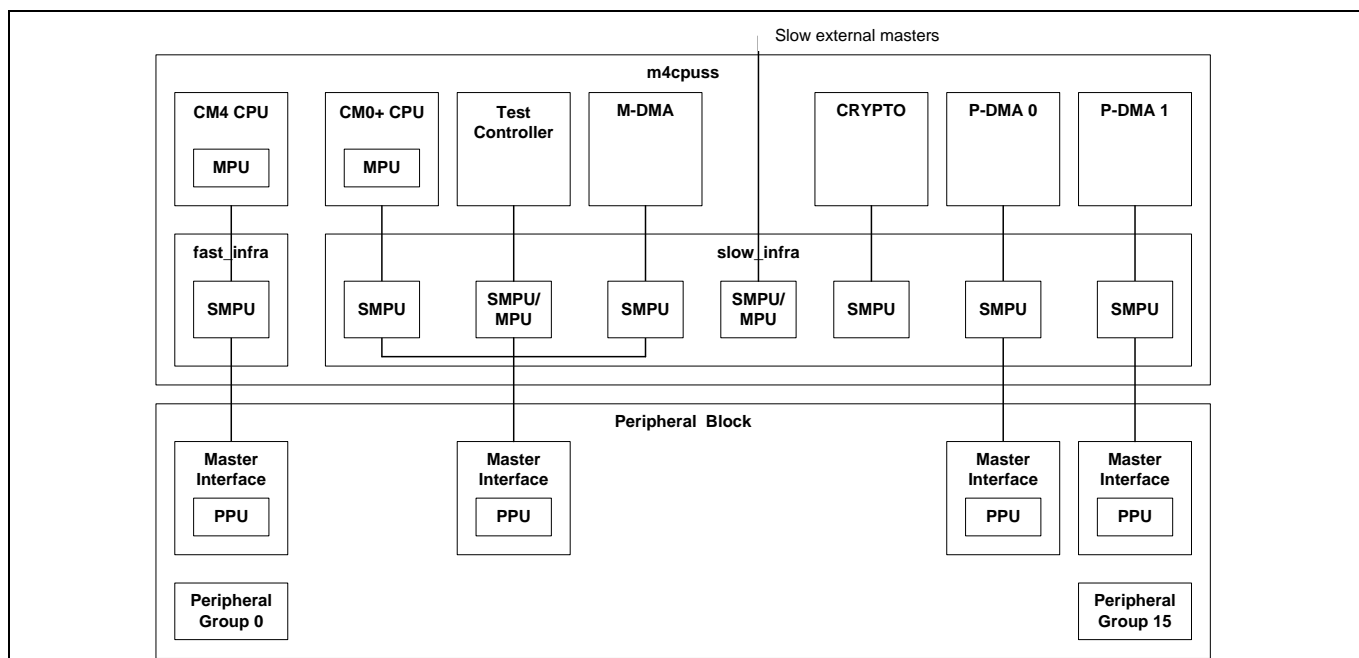 Slow external masters
m4cpuss
CM4 CPU
MPU
CM0+ CPU
MPU
Test
Controller
M-DMA
CRYPTO
P-DMA 0
P-DMA 1
fast_infra
slow_infra
SMPU
SMPU
SMPU/
MPU
SMPU
SMPU/
MPU
SMPU
SMPU
SMPU
Peripheral Block
Master
Interface
PPU
Master
Interface
PPU
Master
Interface
PPU
Master
Interface
PPU
Peripheral
Group 0
Peripheral
Group 15